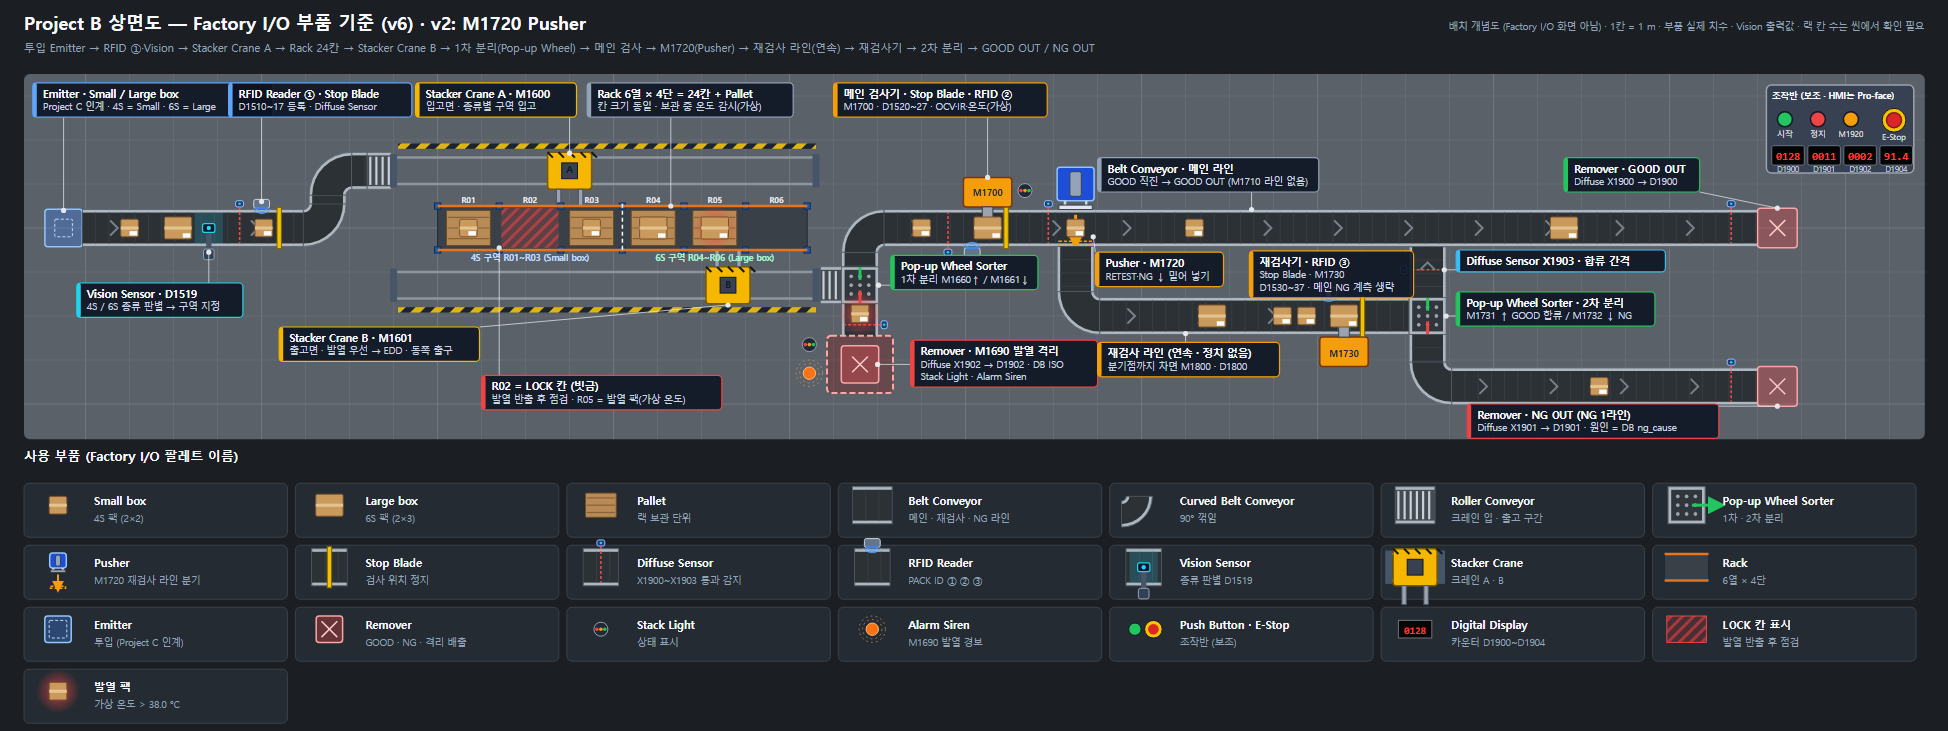 Project B 상면도 — Factory I/O 부품 기준 (v6) · v2: M1720 Pusher
배치 개념도 (Factory I/O 화면 아님) · 1칸 = 1 m · 부품 실제 치수 · Vision 출력값 · 랙 칸 수는 씬에서 확인 필요
투입 Emitter → RFID ①·Vision → Stacker Crane A → Rack 24칸 → Stacker Crane B → 1차 분리(Pop-up Wheel) → 메인 검사 → M1720(Pusher) → 재검사 라인(연속) → 재검사기 → 2차 분리 → GOOD OUT / NG OUT
Emitter · Small / Large box
Project C 인계 · 4S = Small · 6S = Large
RFID Reader ① · Stop Blade
D1510~17 등록 · Diffuse Sensor
Stacker Crane A · M1600
입고면 · 종류별 구역 입고
Rack 6열 × 4단 = 24칸 + Pallet
칸 크기 동일 · 보관 중 온도 감시(가상)
메인 검사기 · Stop Blade · RFID ②
M1700 · D1520~27 · OCV·IR·온도(가상)
조작반 (보조 · HMI는 Pro-face)
시작
정지
M1920
E-Stop
0128
0011
0002
91.4
D1900
D1901
D1902
D1904
Belt Conveyor · 메인 라인
GOOD 직진 → GOOD OUT (M1710 라인 없음)
Remover · GOOD OUT
Diffuse X1900 → D1900
A
M1700
R01
R02
R03
R04
R05
R06
4S 구역 R01~R03 (Small box)
6S 구역 R04~R06 (Large box)
B
Vision Sensor · D1519
4S / 6S 종류 판별 → 구역 지정
Pop-up Wheel Sorter
1차 분리 M1660↑ / M1661↓
Pusher · M1720
RETEST·NG ↓ 밀어 넣기
재검사기 · RFID ③
Stop Blade · M1730
D1530~37 · 메인 NG 계측 생략
Diffuse Sensor X1903 · 합류 간격
Pop-up Wheel Sorter · 2차 분리
M1731 ↑ GOOD 합류 / M1732 ↓ NG
Stacker Crane B · M1601
출고면 · 발열 우선 → EDD · 동쪽 출구
Remover · M1690 발열 격리
Diffuse X1902 → D1902 · DB ISO
Stack Light · Alarm Siren
재검사 라인 (연속 · 정치 없음)
분기점까지 차면 M1800 · D1800
M1730
R02 = LOCK 칸 (빗금)
발열 반출 후 점검 · R05 = 발열 팩(가상 온도)
Remover · NG OUT (NG 1라인)
Diffuse X1901 → D1901 · 원인 = DB ng_cause
사용 부품 (Factory I/O 팔레트 이름)
Small box
4S 팩 (2×2)
Large box
6S 팩 (2×3)
Pallet
랙 보관 단위
Belt Conveyor
메인 · 재검사 · NG 라인
Curved Belt Conveyor
90° 꺾임
Roller Conveyor
크레인 입 · 출고 구간
Pop-up Wheel Sorter
1차 · 2차 분리
Pusher
M1720 재검사 라인 분기
Stop Blade
검사 위치 정지
Diffuse Sensor
X1900~X1903 통과 감지
RFID Reader
PACK ID ① ② ③
Vision Sensor
종류 판별 D1519
Stacker Crane
크레인 A · B
Rack
6열 × 4단
Emitter
투입 (Project C 인계)
Remover
GOOD · NG · 격리 배출
Stack Light
상태 표시
Alarm Siren
M1690 발열 경보
Push Button · E-Stop
조작반 (보조)
0128
Digital Display
카운터 D1900~D1904
LOCK 칸 표시
발열 반출 후 점검
발열 팩
가상 온도 > 38.0 °C